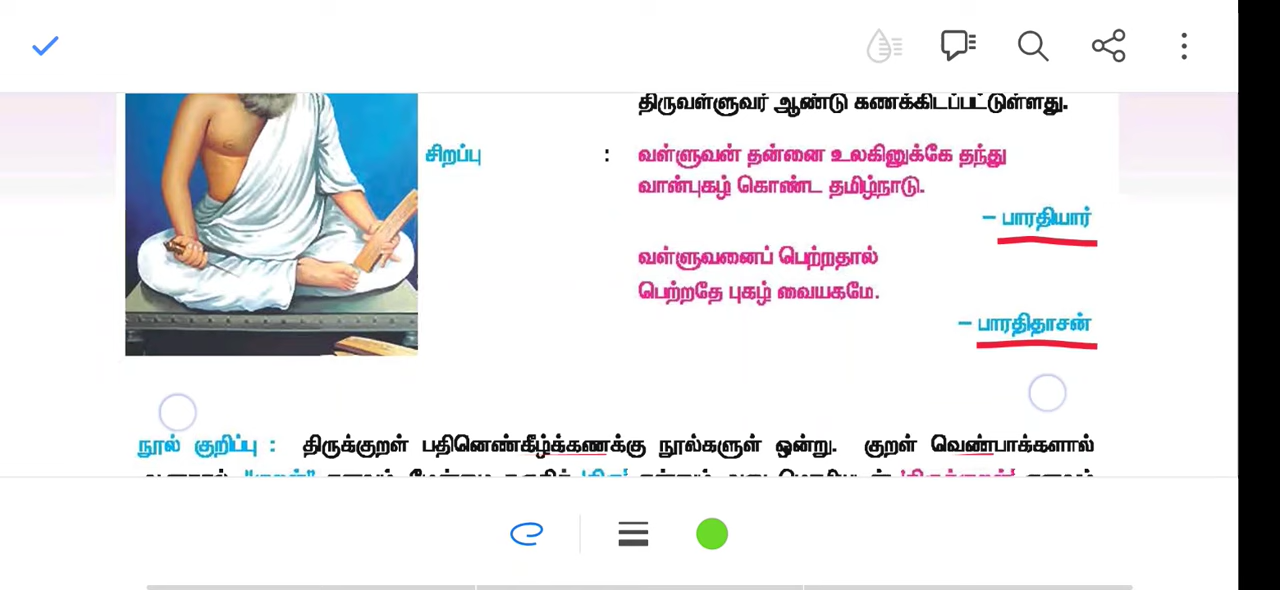 திருவள்ளுவர் ஆண்டு கணக்கிடப்பட்டுள்ளது.
சிறப்பு : வள்ளுவன் தன்னை உலகினுக்கே தந்து
வான்புகழ் கொண்ட தமிழ்நாடு.
– பாரதியார்
வள்ளுவனைப் பெற்றதால்
பெற்றதே புகழ் வையகமே.
– பாரதிதாசன்
நூல் குறிப்பு : திருக்குறள் பதினெண்கீழ்க்கணக்கு நூல்களுள் ஒன்று. குறள் வெண்பாக்களால்